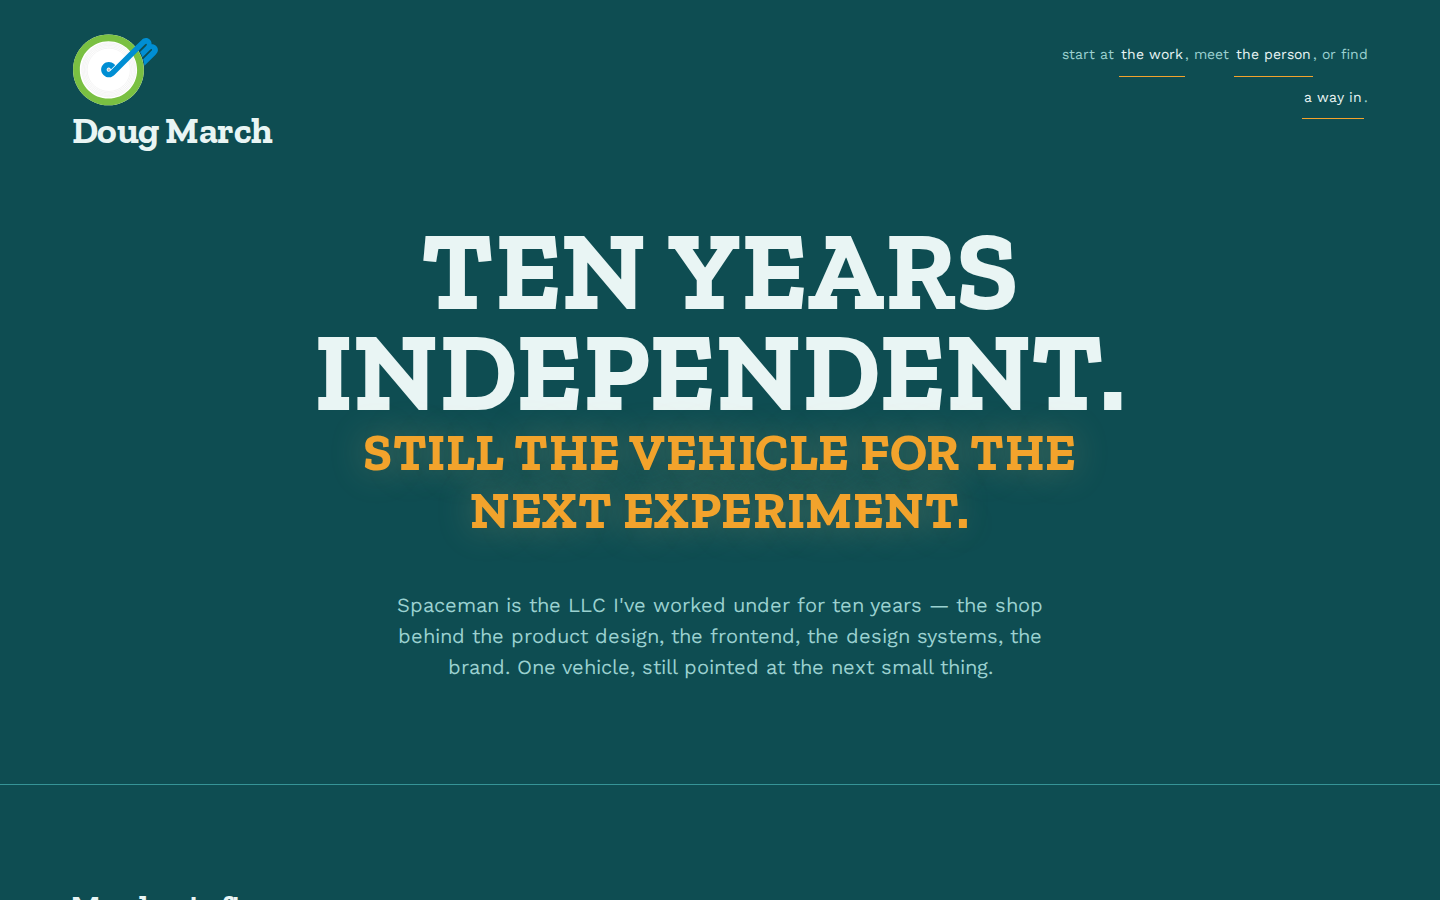 Doug March
start at the work, meet the person, or find
a way in.
TEN YEARS
INDEPENDENT.
STILL THE VEHICLE FOR THE
NEXT EXPERIMENT.
Spaceman is the LLC I've worked under for ten years — the shop
behind the product design, the frontend, the design systems, the
brand. One vehicle, still pointed at the next small thing.